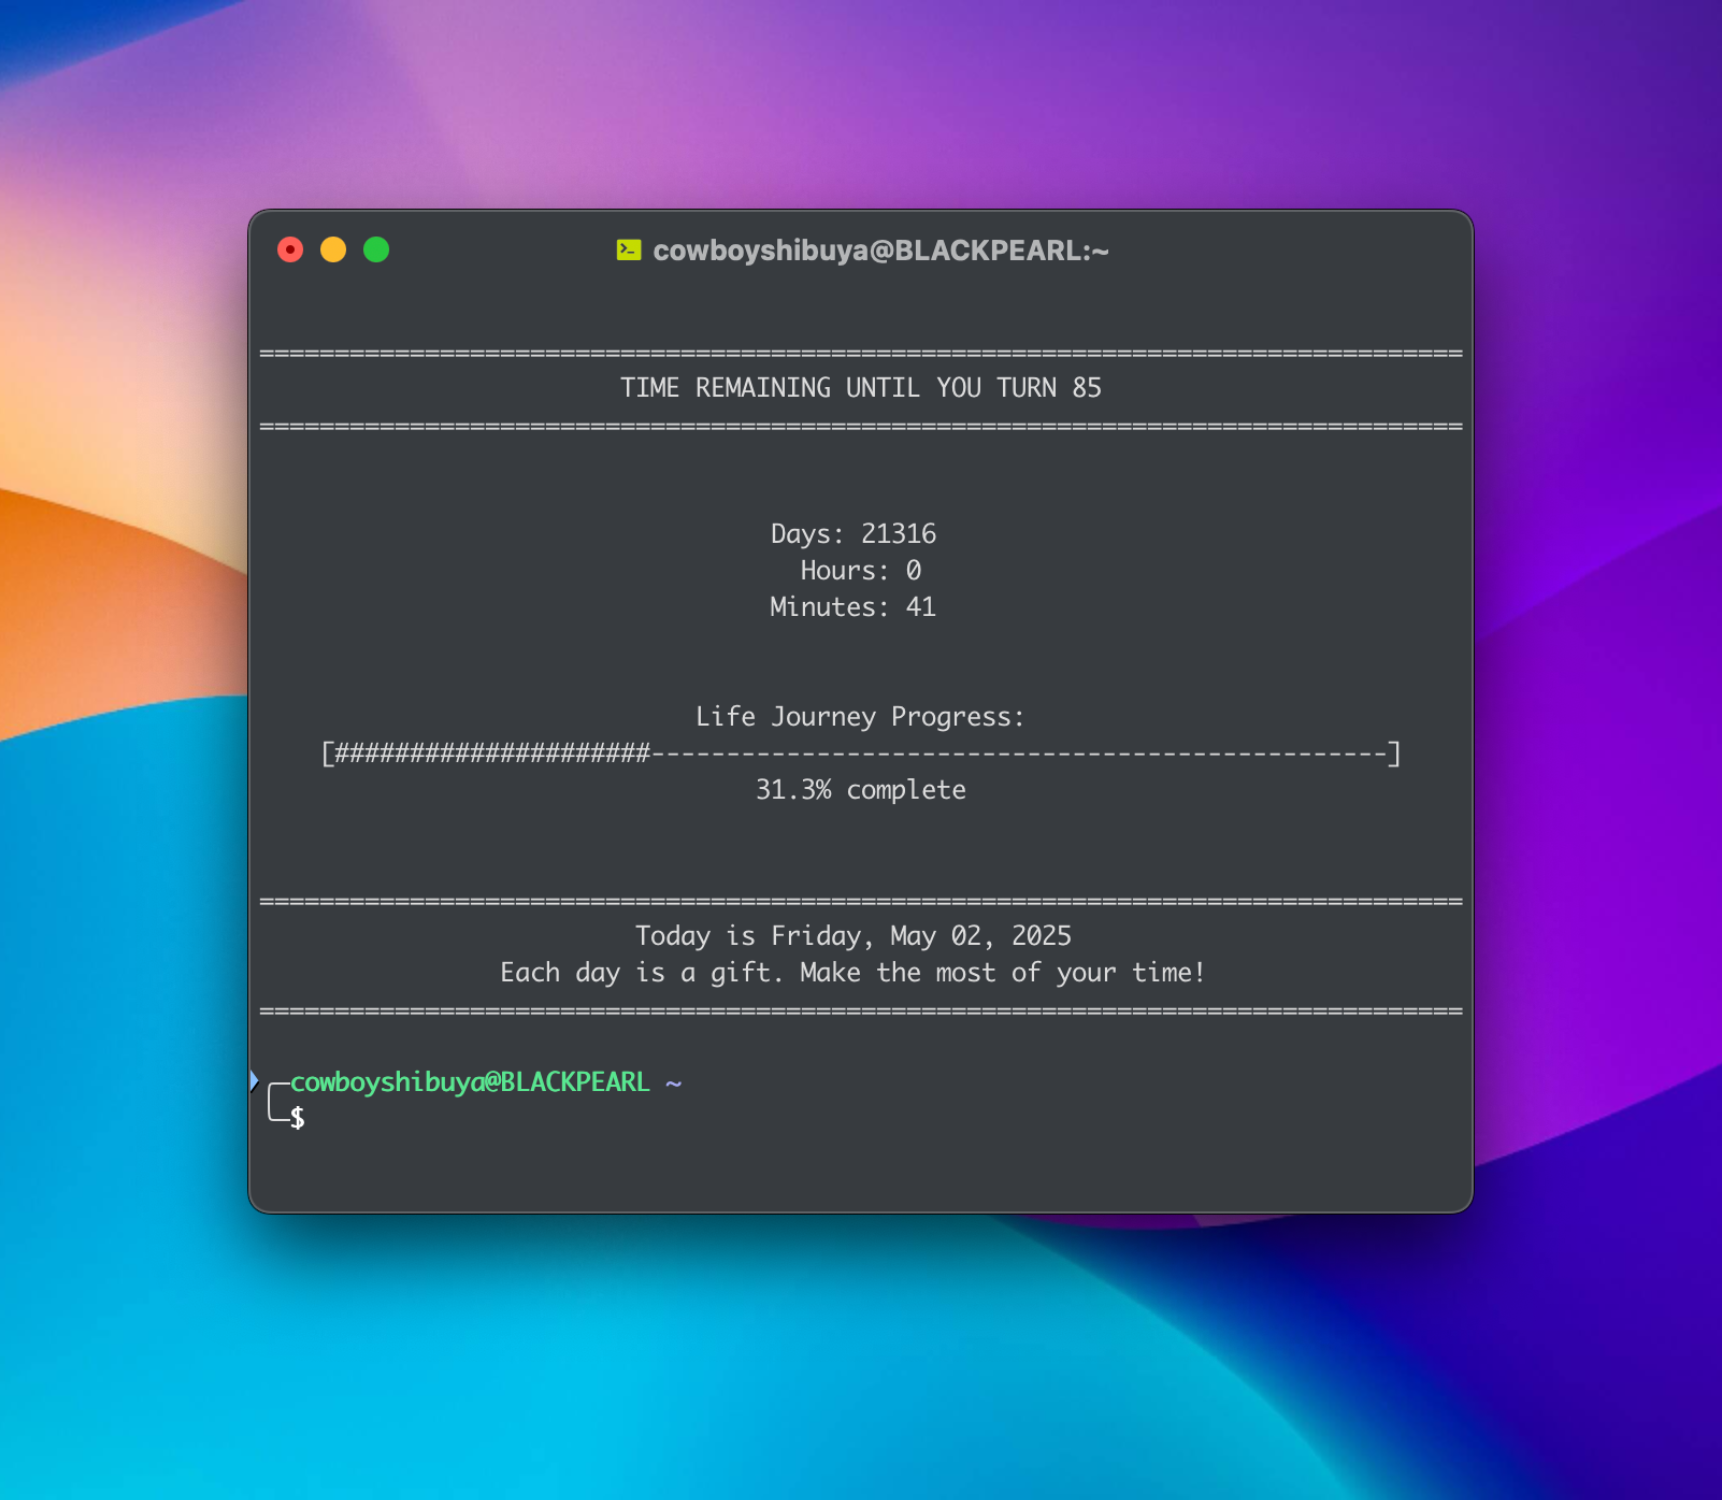 cowboyshibuya@BLACKPEARL:~
================================================================================
TIME REMAINING UNTIL YOU TURN 85
================================================================================
Days: 21316
Hours: 0
Minutes: 41
Life Journey Progress:
[#####################-------------------------------------------------]
31.3% complete
================================================================================
Today is Friday, May 02, 2025
Each day is a gift. Make the most of your time!
================================================================================
╭─cowboyshibuya@BLACKPEARL ~
╰─$